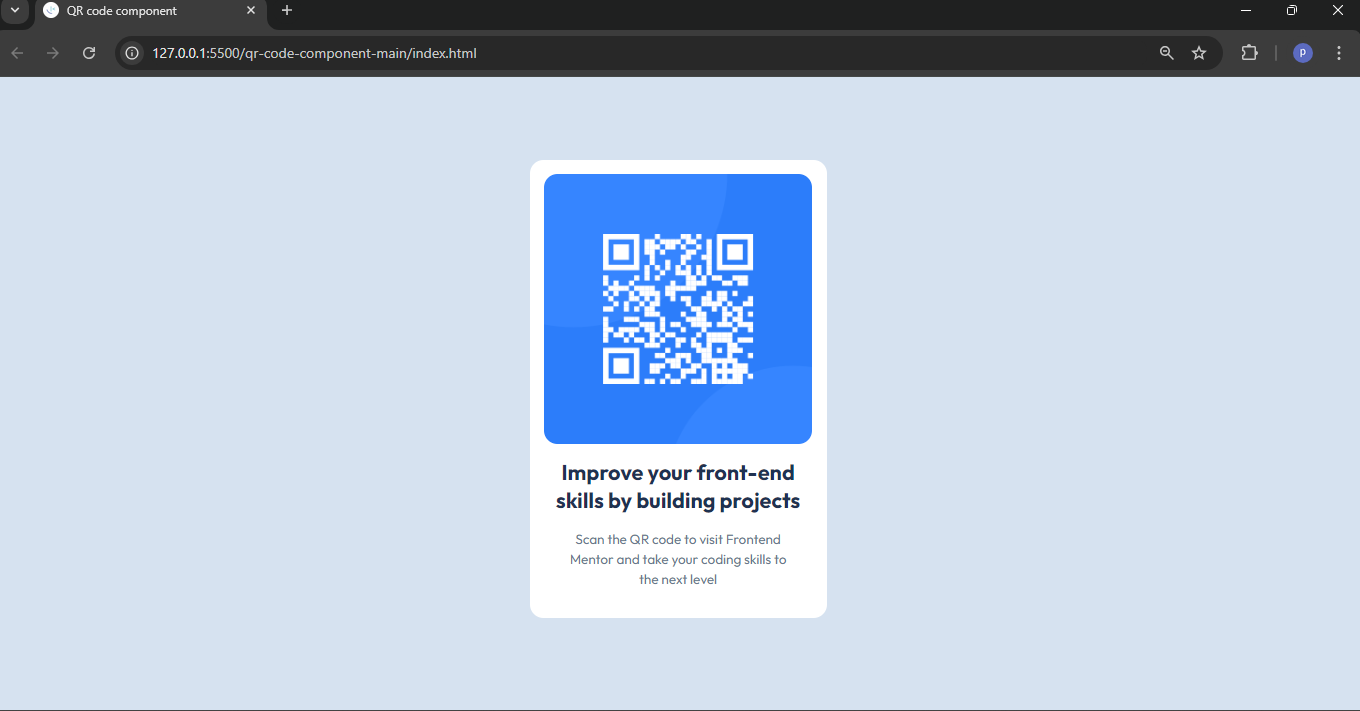 QR code component
127.0.0.1:5500/qr-code-component-main/index.html
P
Improve your front-end
skills by building projects
Scan the QR code to visit Frontend
Mentor and take your coding skills to
the next level